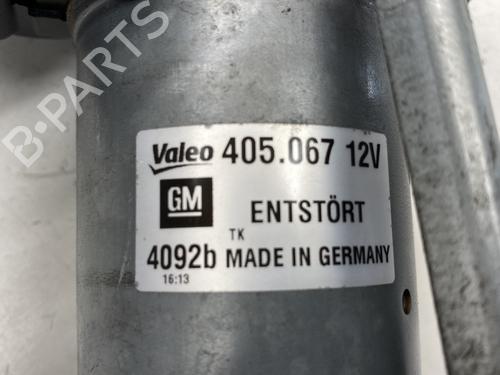 Valeo 405.067 12V
GM ENTSTÖRT
TK
4092b MADE IN GERMANY
16:13
B-PARTS